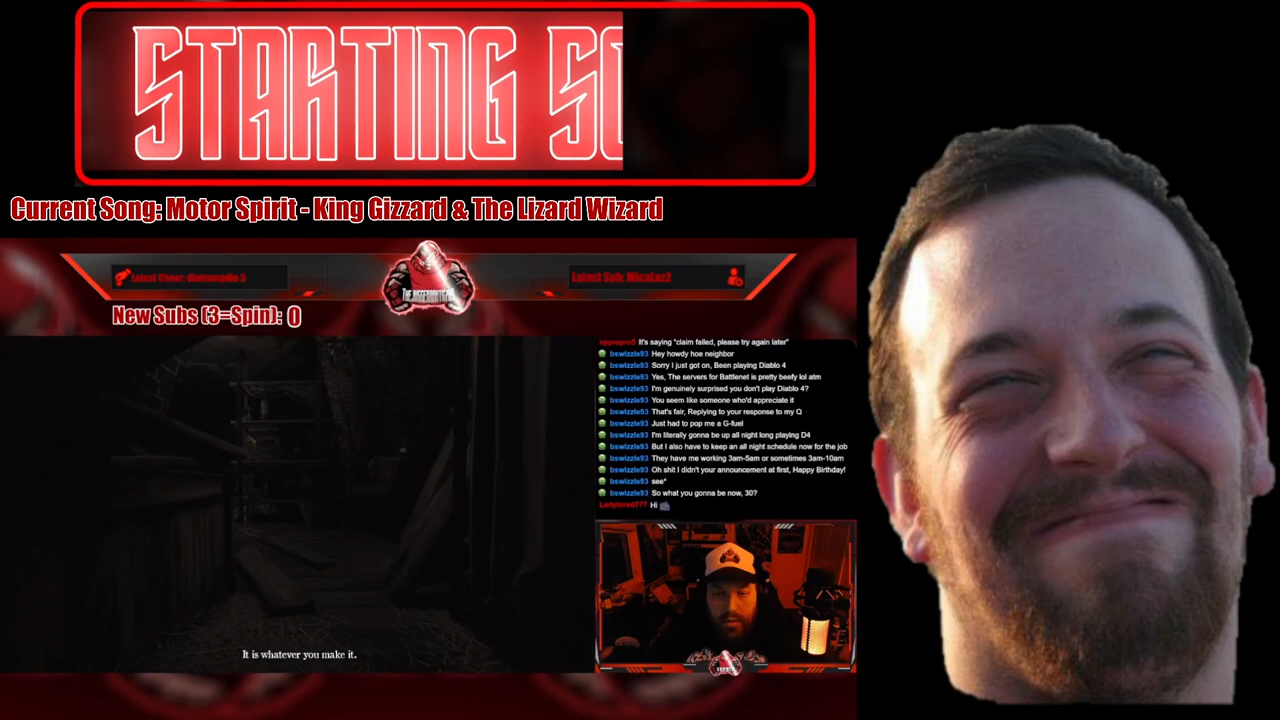 STARTING SO
Current Song: Motor Spirit - King Gizzard & The Lizard Wizard
Latest Cheer:
Latest Sub: MicaLuz2
New Subs (3=Spin): 0
It's saying "claim failed, please try again later"
bswizzle93 Hey howdy hoe neighbor
bswizzle93 Sorry I just got on, Been playing Diablo 4
bswizzle93 Yes, The servers for Battlenet is pretty beefy lol atm
bswizzle93 I'm genuinely surprised you don't play Diablo 4?
bswizzle93 You seem like someone who'd appreciate it
bswizzle93 That's fair, Replying to your response to my Q
bswizzle93 Just had to pop me a G-fuel
bswizzle93 I'm literally gonna be up all night long playing D4
bswizzle93 But I also have to keep an all night schedule now for the job
bswizzle93 They have me working 3am-5am or sometimes 3am-10am
bswizzle93 Oh shit I didn't your announcement at first, Happy Birthday!
bswizzle93 see*
bswizzle93 So what you gonna be now, 30?
Hi
It is whatever you make it.